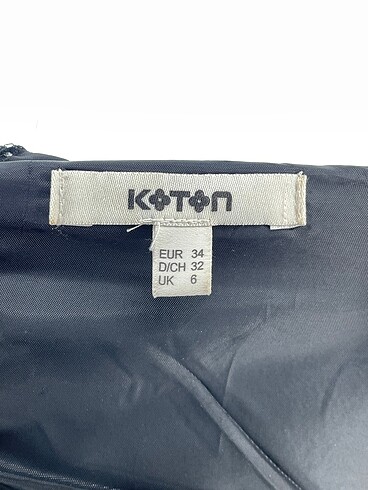 KOTON
EUR 34
D/CH 32
UK 6